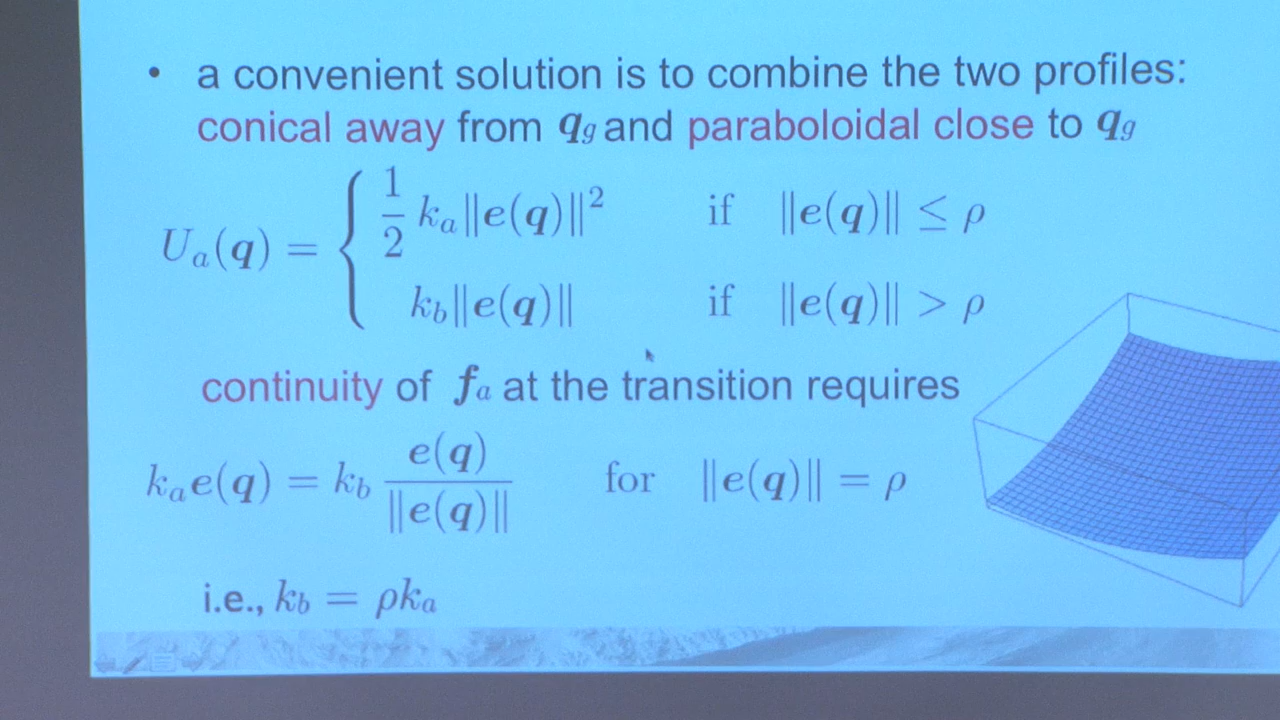 • a convenient solution is to combine the two profiles:
conical away from q_g and paraboloidal close to q_g
U_a(q) = { 1/2 k_a‖e(q)‖² if ‖e(q)‖ ≤ ρ
k_b‖e(q)‖ if ‖e(q)‖ > ρ
continuity of f_a at the transition requires
k_a e(q) = k_b e(q)/‖e(q)‖ for ‖e(q)‖ = ρ
i.e., k_b = ρk_a